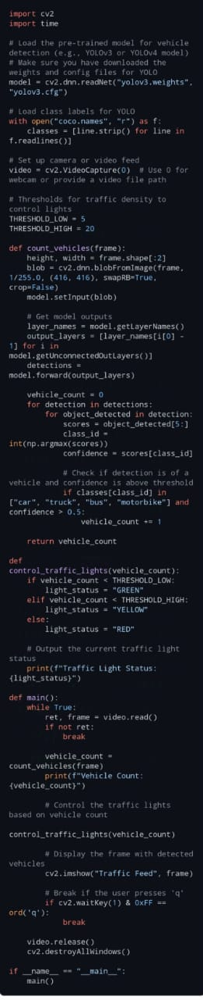 import cv2
import time

# Load the pre-trained model for vehicle
detection (e.g., YOLOv3 or YOLOv4 model)
# Make sure you have downloaded the
weights and config files for YOLO
model = cv2.dnn.readNet("yolov3.weights",
"yolov3.cfg")

# Load class labels for YOLO
with open("coco.names", "r") as f:
    classes = [line.strip() for line in
f.readlines()]

# Set up camera or video feed
video = cv2.VideoCapture(0)  # Use 0 for
webcam or provide a video file path

# Thresholds for traffic density to
control lights
THRESHOLD_LOW = 5
THRESHOLD_HIGH = 20

def count_vehicles(frame):
    height, width = frame.shape[:2]
    blob = cv2.dnn.blobFromImage(frame,
1/255.0, (416, 416), swapRB=True,
crop=False)
    model.setInput(blob)

    # Get model outputs
    layer_names = model.getLayerNames()
    output_layers = [layer_names[i[0] -
1] for i in
model.getUnconnectedOutLayers()]
    detections =
model.forward(output_layers)

    vehicle_count = 0
    for detection in detections:
        for object_detected in detection:
            scores = object_detected[5:]
            class_id =
int(np.argmax(scores))
            confidence = scores[class_id]

            # Check if detection is of a
vehicle and confidence is above threshold
            if classes[class_id] in
["car", "truck", "bus", "motorbike"] and
confidence > 0.5:
                vehicle_count += 1

    return vehicle_count

def
control_traffic_lights(vehicle_count):
    if vehicle_count < THRESHOLD_LOW:
        light_status = "GREEN"
    elif vehicle_count < THRESHOLD_HIGH:
        light_status = "YELLOW"
    else:
        light_status = "RED"

    # Output the current traffic light
status
    print(f"Traffic Light Status:
{light_status}")

def main():
    while True:
        ret, frame = video.read()
        if not ret:
            break

        vehicle_count =
count_vehicles(frame)
        print(f"Vehicle Count:
{vehicle_count}")

        # Control the traffic lights
based on vehicle count

control_traffic_lights(vehicle_count)

        # Display the frame with detected
vehicles
        cv2.imshow("Traffic Feed", frame)

        # Break if the user presses 'q'
        if cv2.waitKey(1) & 0xFF ==
ord('q'):
            break

    video.release()
    cv2.destroyAllWindows()

if __name__ == "__main__":
    main()